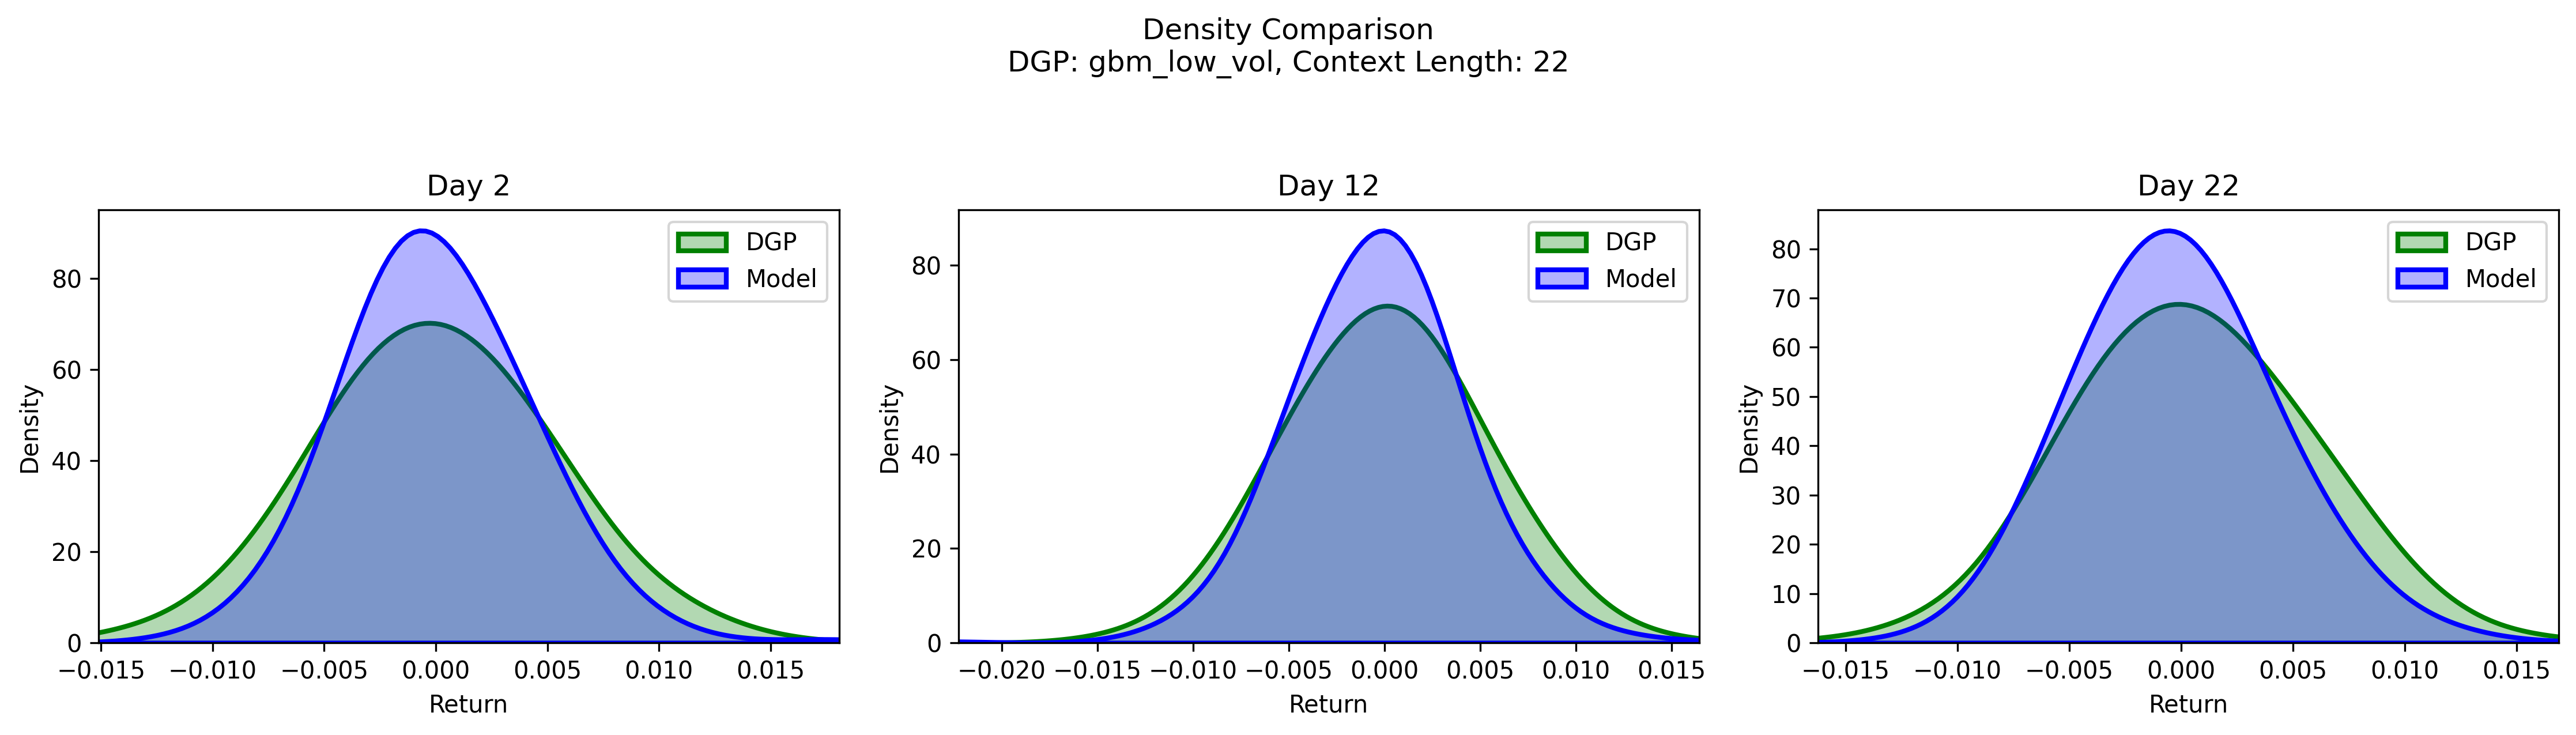 Density Comparison
DGP: gbm_low_vol, Context Length: 22
Day 2
DGP
Model
80
60
40
20
0
Density
−0.015 −0.010 −0.005 0.000 0.005 0.010 0.015
Return
Day 12
DGP
Model
80
60
40
20
0
Density
−0.020 −0.015 −0.010 −0.005 0.000 0.005 0.010 0.015
Return
Day 22
DGP
Model
80
70
60
50
40
30
20
10
0
Density
−0.015 −0.010 −0.005 0.000 0.005 0.010 0.015
Return